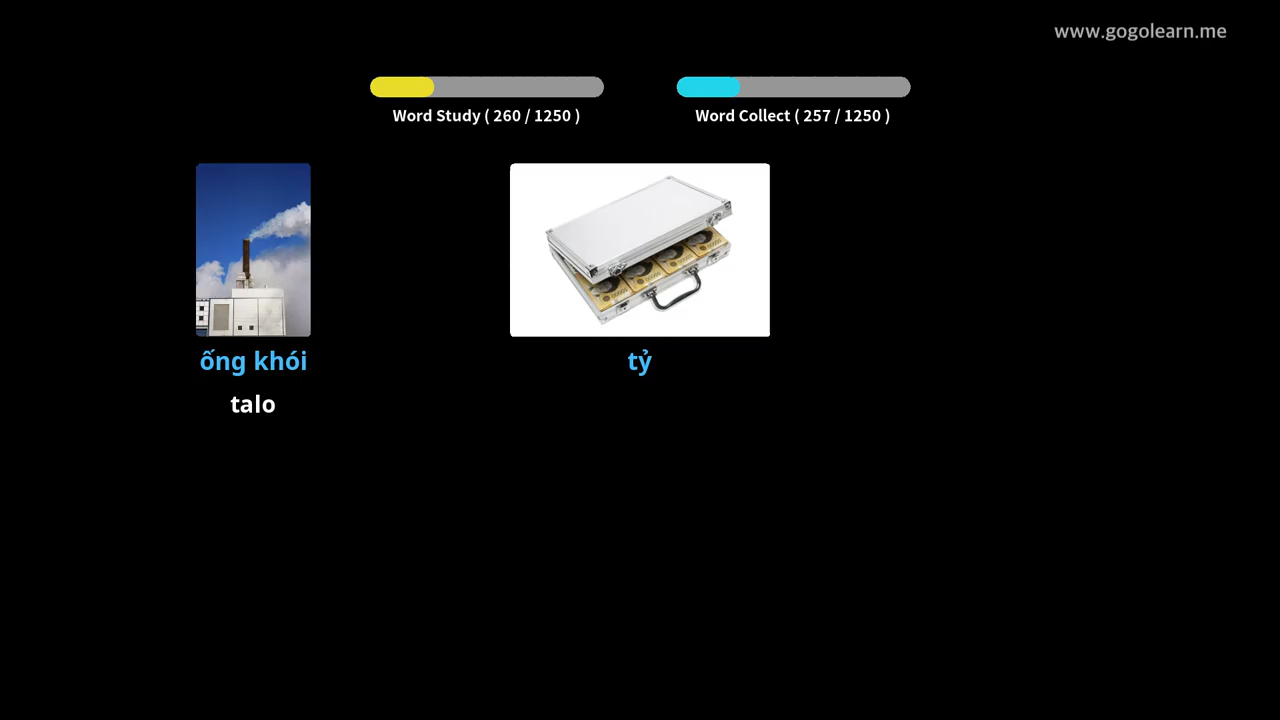 www.gogolearn.me
Word Study ( 260 / 1250 )
Word Collect ( 257 / 1250 )
ống khói
talo
tỷ